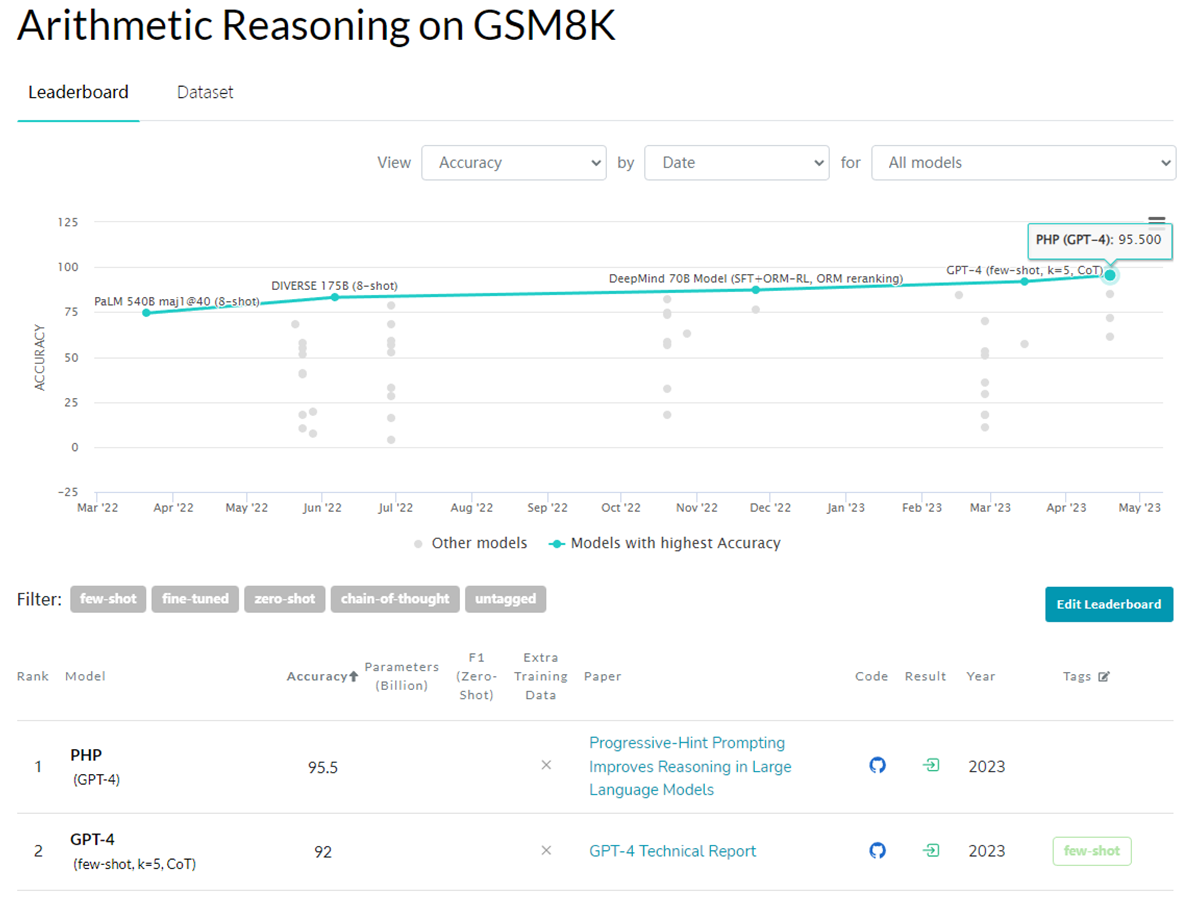 Arithmetic Reasoning on GSM8K
Leaderboard Dataset
View Accuracy by Date for All models
125
PHP (GPT-4): 95.500
100
GPT-4 (few-shot, k=5, CoT)
DeepMind 70B Model (SFT+ORM-RL, ORM reranking)
DIVERSE 175B (8-shot)
PaLM 540B maj1@40 (8-shot)
75
ACCURACY
50
25
0
-25
Mar '22 Apr '22 May '22 Jun '22 Jul '22 Aug '22 Sep '22 Oct '22 Nov '22 Dec '22 Jan '23 Feb '23 Mar '23 Apr '23 May '23
Other models Models with highest Accuracy
Filter: few-shot fine-tuned zero-shot chain-of-thought untagged
Edit Leaderboard
Rank Model Accuracy Parameters (Billion) F1 (Zero-Shot) Extra Training Data Paper Code Result Year Tags
1 PHP (GPT-4) 95.5 Progressive-Hint Prompting Improves Reasoning in Large Language Models 2023
2 GPT-4 (few-shot, k=5, CoT) 92 GPT-4 Technical Report 2023 few-shot